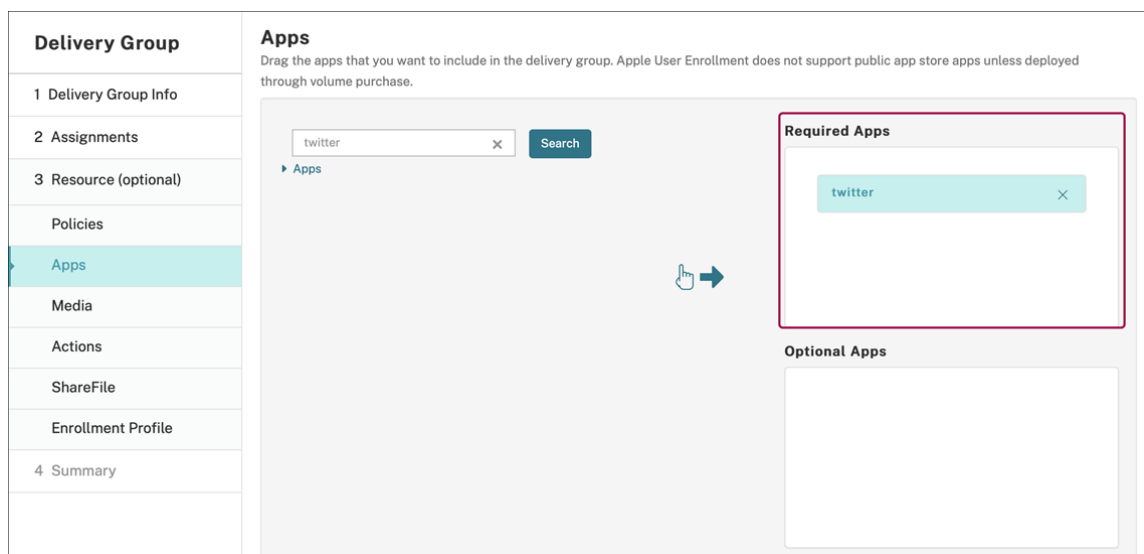 Delivery Group
1 Delivery Group Info
2 Assignments
3 Resource (optional)
Policies
Apps
Media
Actions
ShareFile
Enrollment Profile
4 Summary
Apps
Drag the apps that you want to include in the delivery group. Apple User Enrollment does not support public app store apps unless deployed
through volume purchase.
twitter
Search
Apps
Required Apps
twitter
Optional Apps